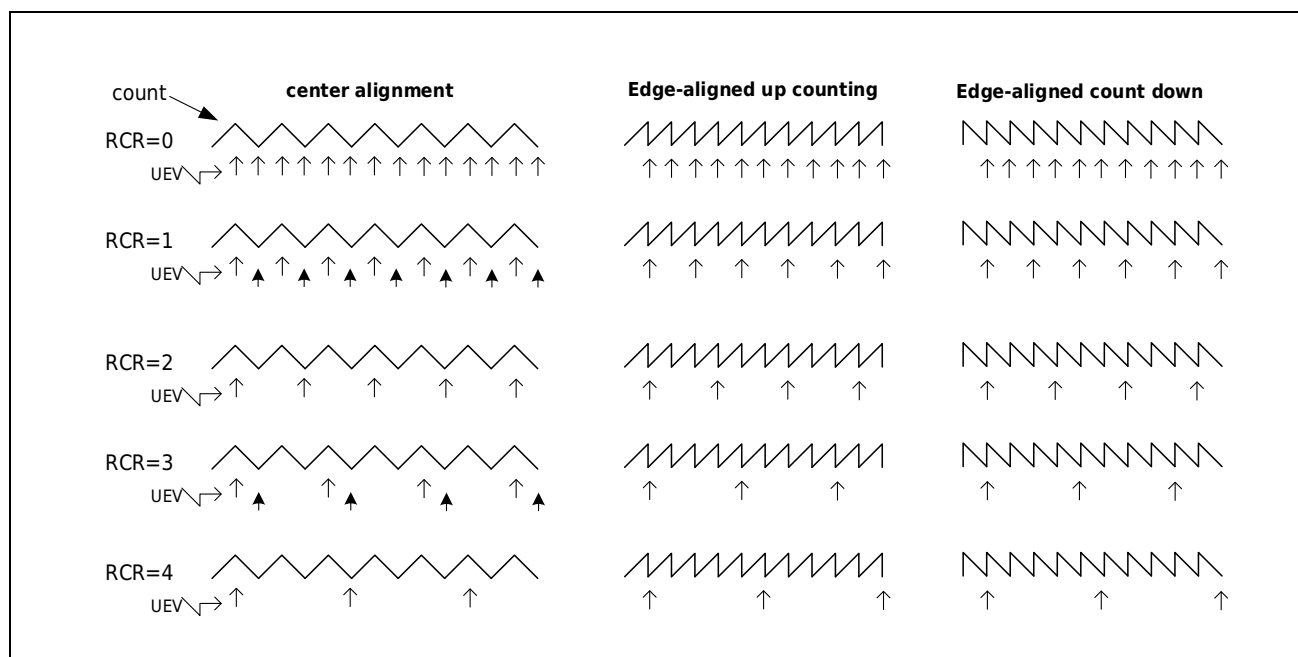 count
center alignment
Edge-aligned up counting
Edge-aligned count down
RCR=0
UEV
RCR=1
UEV
RCR=2
UEV
RCR=3
UEV
RCR=4
UEV